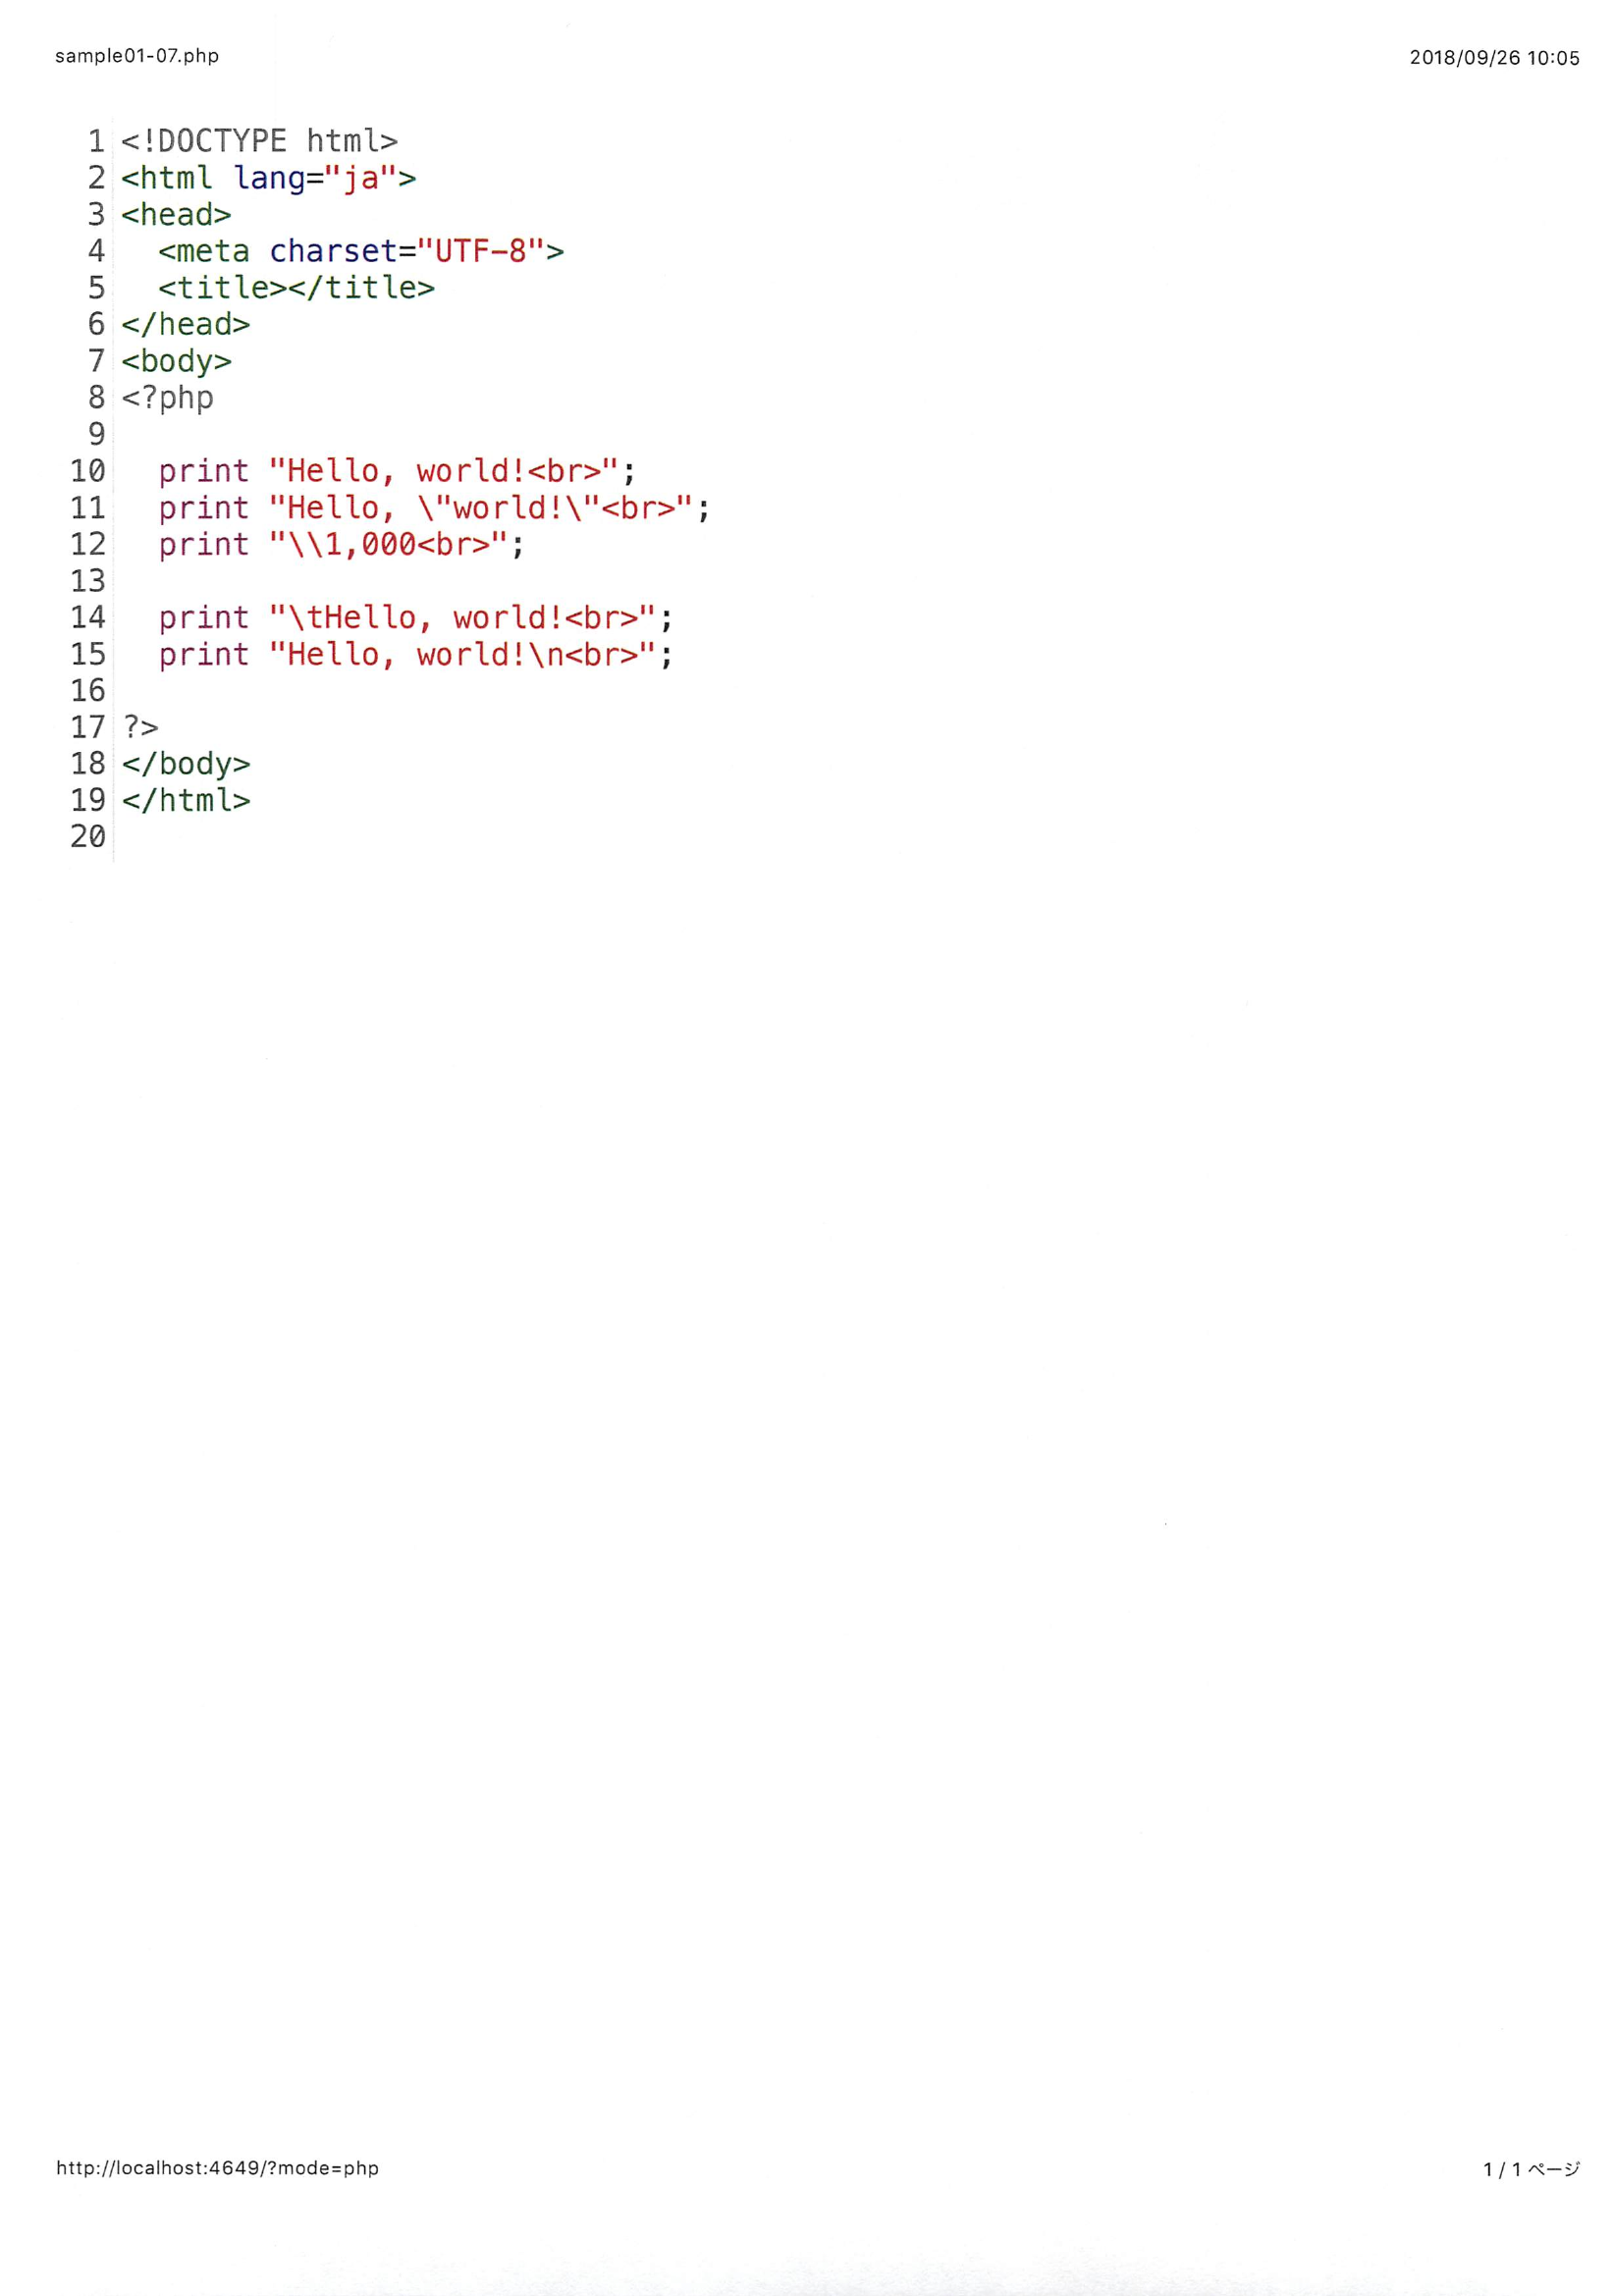 sample01-07.php 2018/09/26 10:05
1 <!DOCTYPE html>
2 <html lang="ja">
3 <head>
4   <meta charset="UTF-8">
5   <title></title>
6 </head>
7 <body>
8 <?php
9
10   print "Hello, world!<br>";
11   print "Hello, \"world!\"<br>";
12   print "\\1,000<br>";
13
14   print "\tHello, world!<br>";
15   print "Hello, world!\n<br>";
16
17 ?>
18 </body>
19 </html>
20
http://localhost:4649/?mode=php 1 / 1 ページ